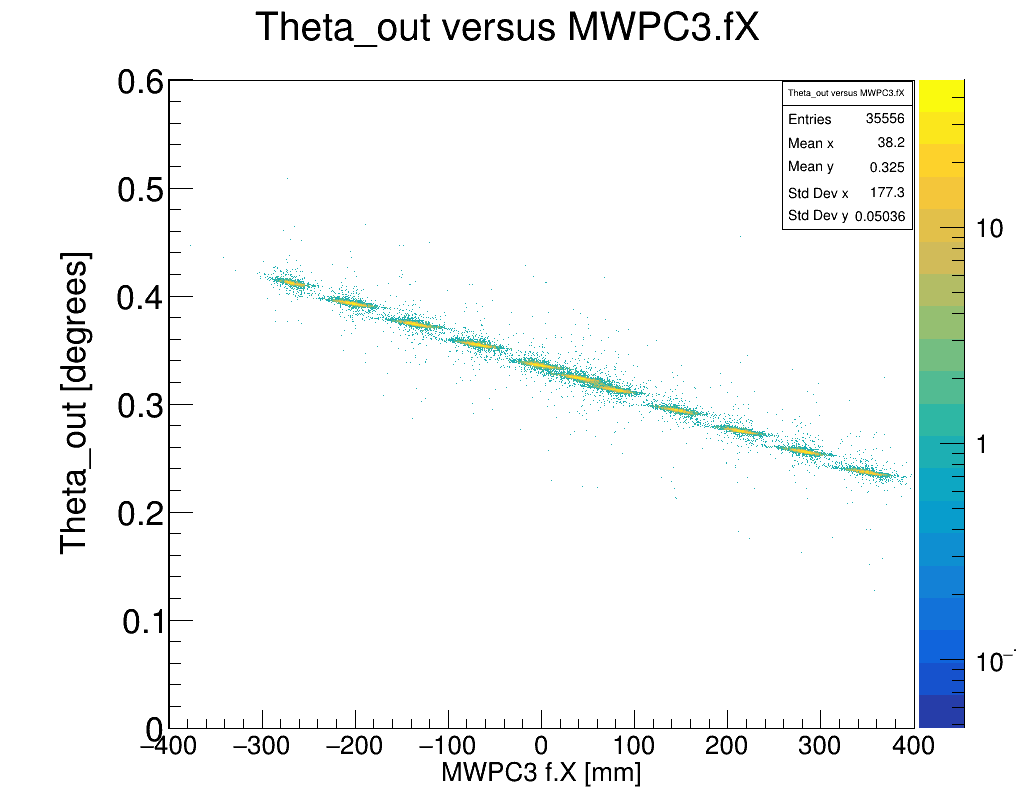 Theta_out versus MWPC3.fX
Theta_out versus MWPC3.fX
Entries 35556
Mean x 38.2
Mean y 0.325
Std Dev x 177.3
Std Dev y 0.05036
Theta_out [degrees]
0.6
0.5
0.4
0.3
0.2
0.1
0
−400 −300 −200 −100 0 100 200 300 400
MWPC3 f.X [mm]
10
1